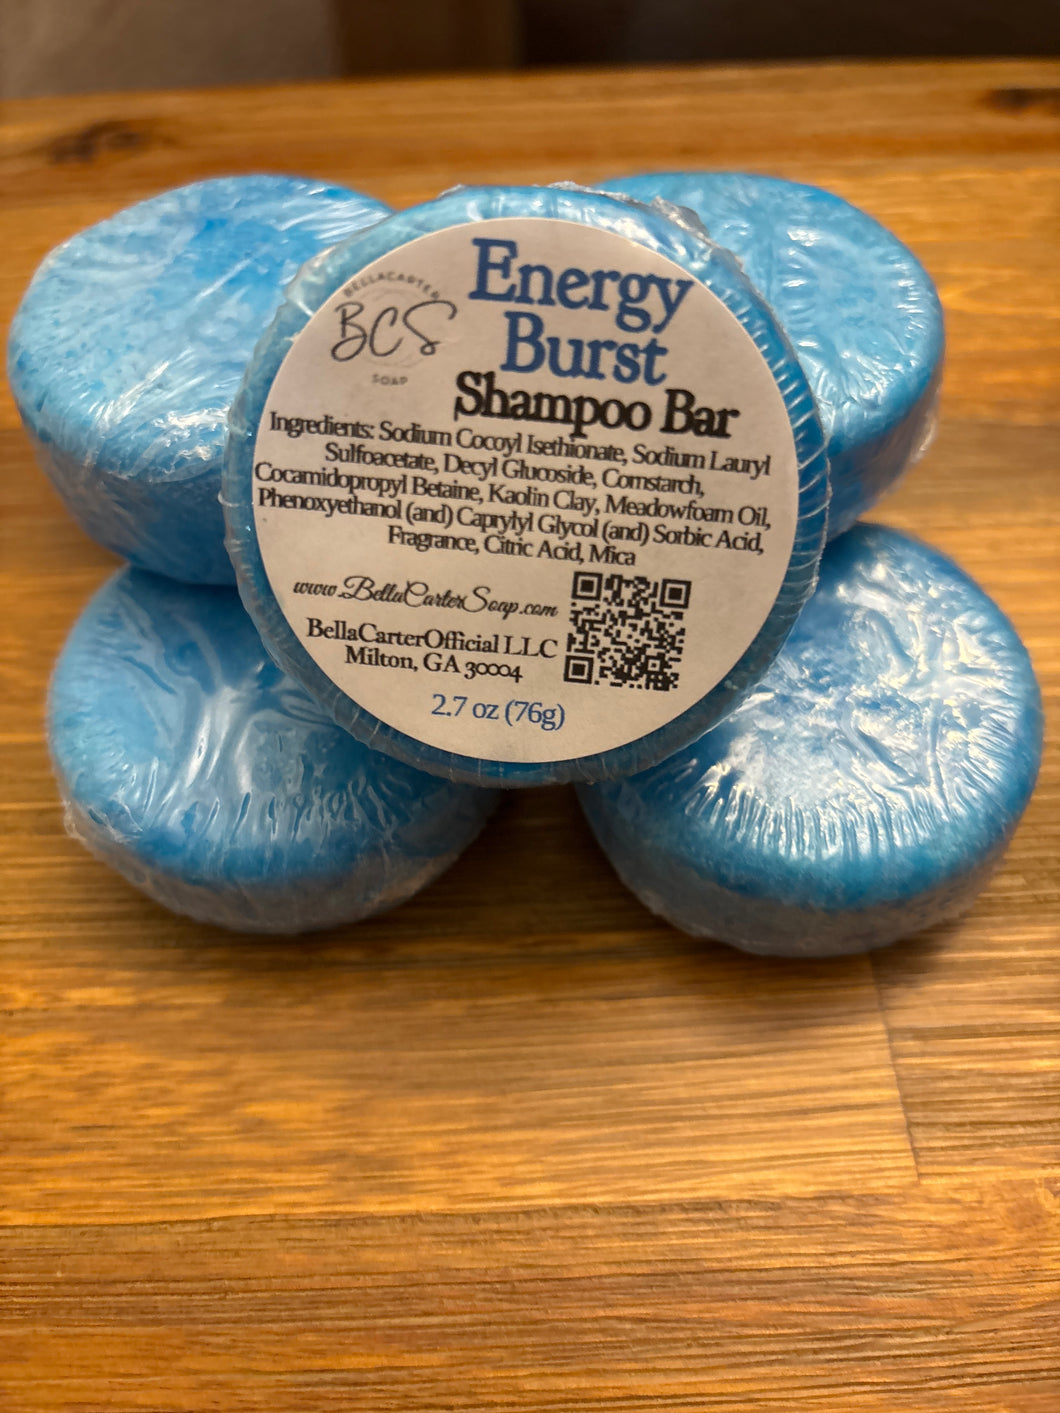 BELLACARTER
BCS
SOAP
Energy
Burst
Shampoo Bar
Ingredients: Sodium Cocoyl Isethionate, Sodium Lauryl
Sulfoacetate, Decyl Glucoside, Cornstarch,
Cocamidopropyl Betaine, Kaolin Clay, Meadowfoam Oil,
Phenoxyethanol (and) Caprylyl Glycol (and) Sorbic Acid,
Fragrance, Citric Acid, Mica
www.BellaCarterSoap.com
BellaCarterOfficial LLC
Milton, GA 30004
2.7 oz (76g)